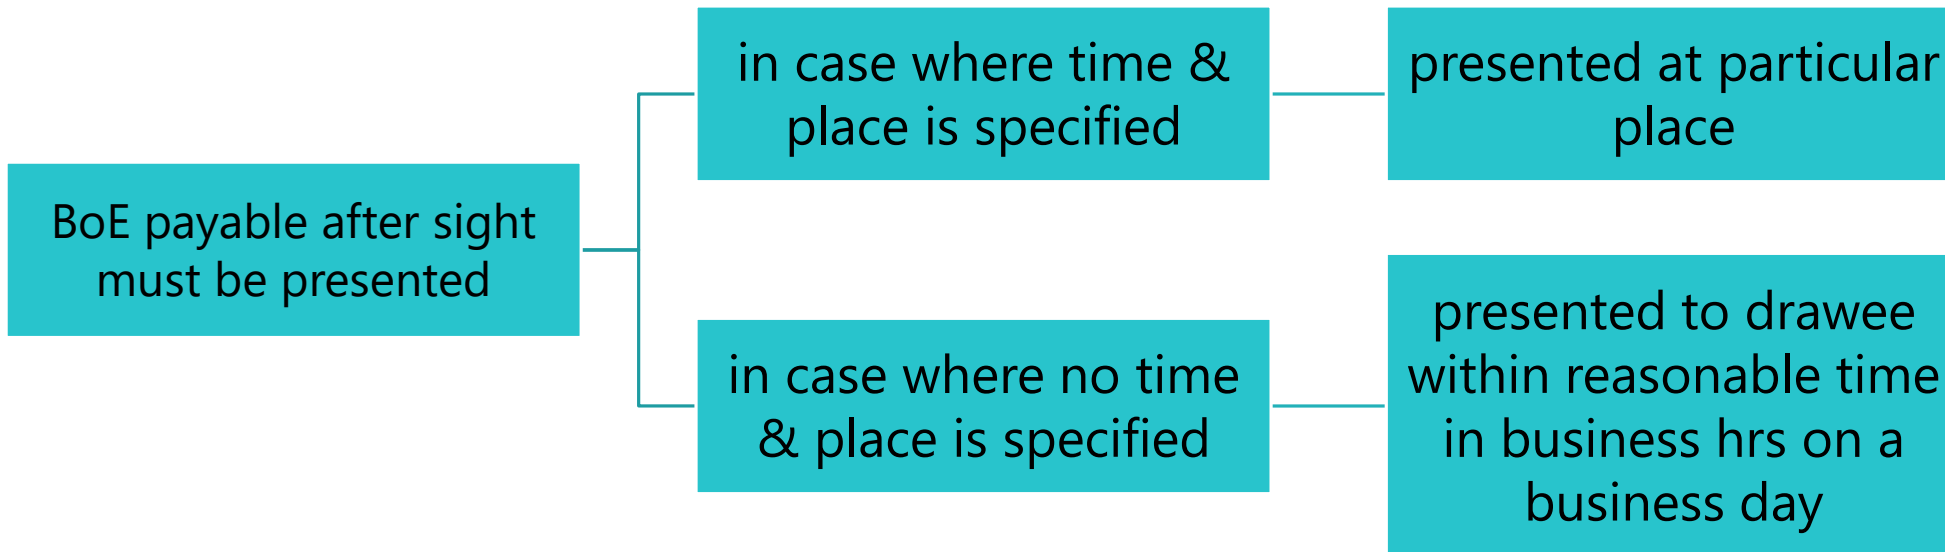 BoE payable after sight
must be presented
in case where time &
place is specified
presented at particular
place
in case where no time
& place is specified
presented to drawee
within reasonable time
in business hrs on a
business day